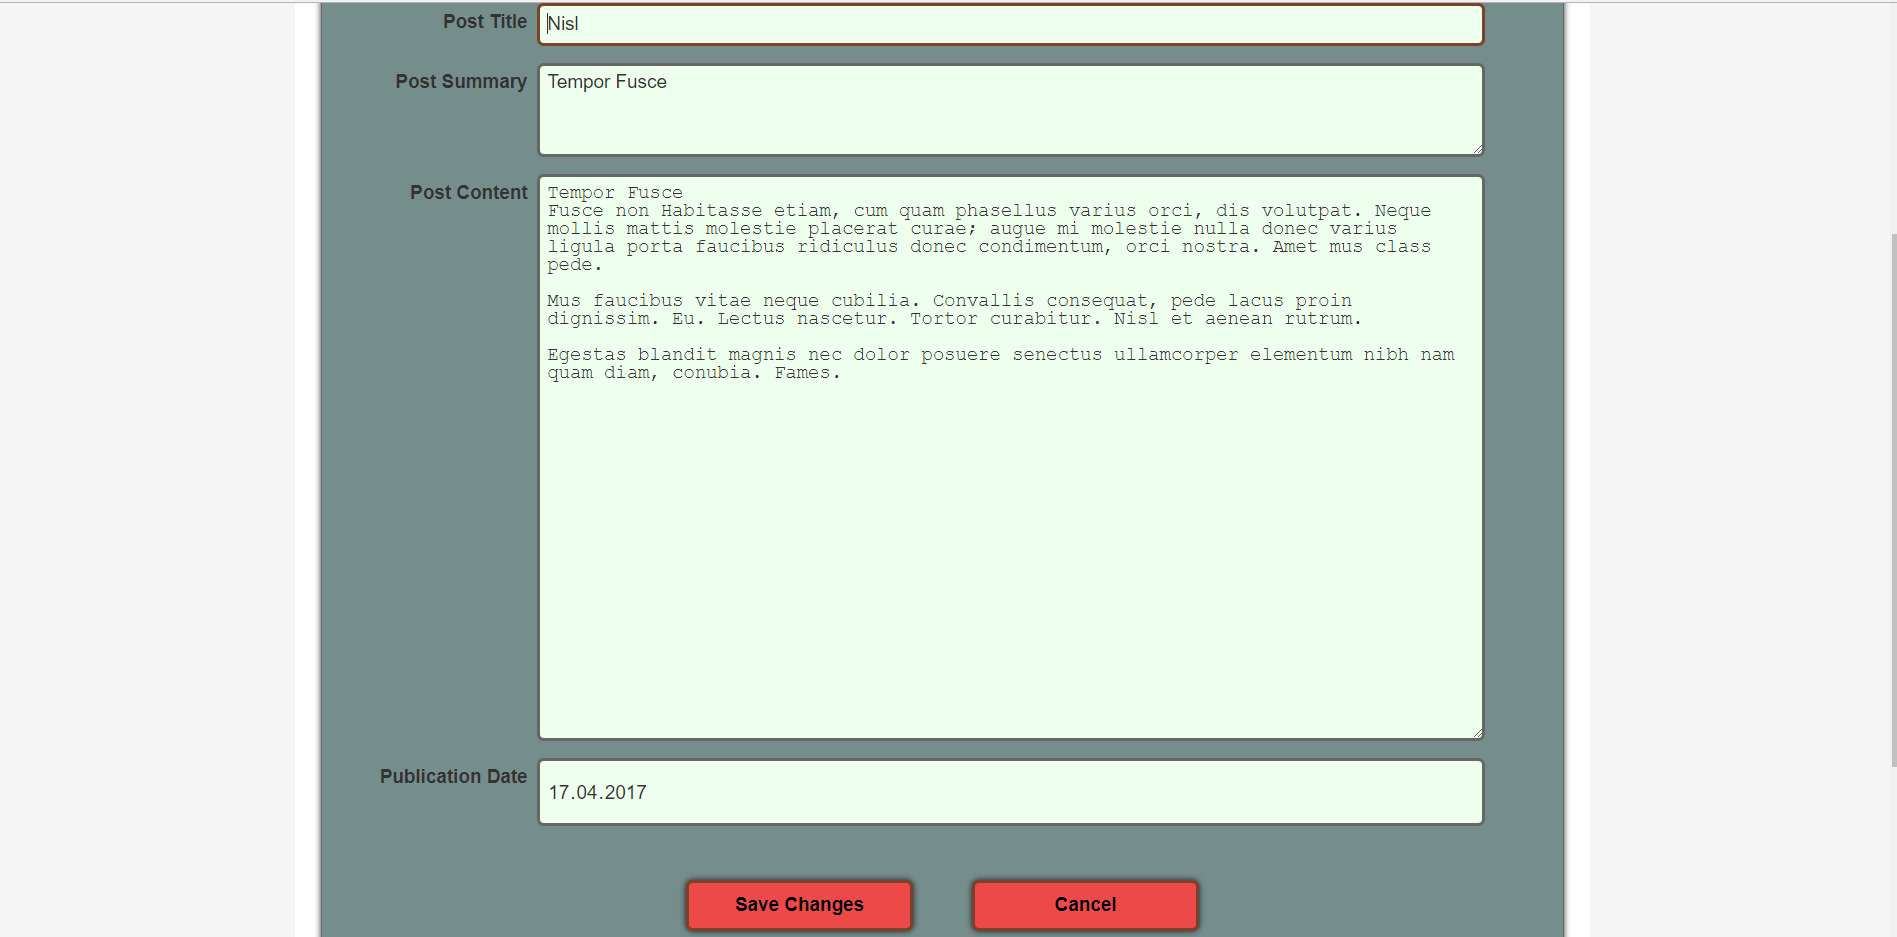 Post Title Nisl
Post Summary Tempor Fusce
Post Content Tempor Fusce
Fusce non Habitasse etiam, cum quam phasellus varius orci, dis volutpat. Neque
mollis mattis molestie placerat curae; augue mi molestie nulla donec varius
ligula porta faucibus ridiculus donec condimentum, orci nostra. Amet mus class
pede.
Mus faucibus vitae neque cubilia. Convallis consequat, pede lacus proin
dignissim. Eu. Lectus nascetur. Tortor curabitur. Nisl et aenean rutrum.
Egestas blandit magnis nec dolor posuere senectus ullamcorper elementum nibh nam
quam diam, conubia. Fames.
Publication Date 17.04.2017
Save Changes Cancel